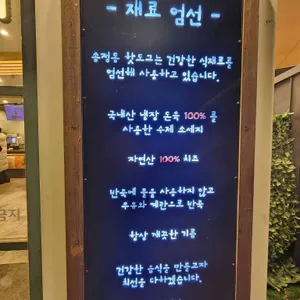 - 재료 엄선 -
송정동 핫도그는 건강한 식재료를
엄선해 사용하고 있습니다.
국내산 냉장 돈육 100% 를
사용한 수제 소세지
자연산 100% 치즈
반죽에 물을 사용하지 않고
우유와 계란으로 반죽
항상 깨끗한 기름
건강한 음식을 만들고자
최선을 다하겠습니다.
금지